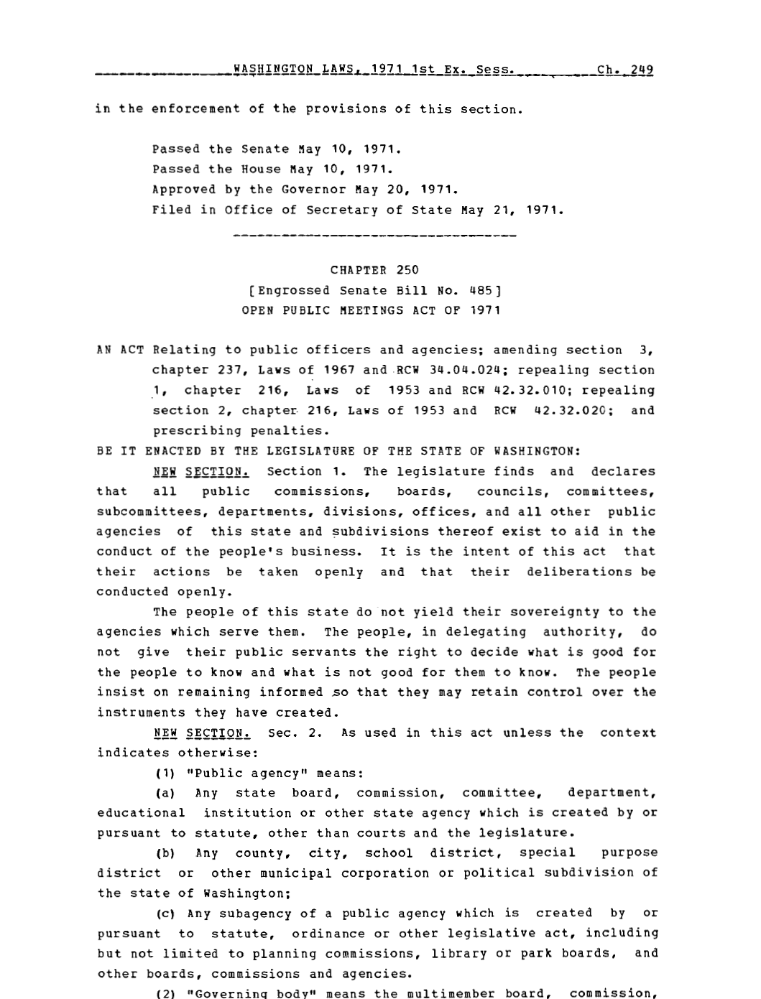 WASHINGTON LAWS, 1971 1st Ex. Sess. Ch. 249
in the enforcement of the provisions of this section.
Passed the Senate May 10, 1971.
Passed the House May 10, 1971.
Approved by the Governor May 20, 1971.
Filed in Office of Secretary of State May 21, 1971.
CHAPTER 250
[Engrossed Senate Bill No. 485]
OPEN PUBLIC MEETINGS ACT OF 1971
AN ACT Relating to public officers and agencies; amending section 3,
chapter 237, Laws of 1967 and RCW 34.04.024; repealing section
1, chapter 216, Laws of 1953 and RCW 42.32.010; repealing
section 2, chapter 216, Laws of 1953 and RCW 42.32.020; and
prescribing penalties.
BE IT ENACTED BY THE LEGISLATURE OF THE STATE OF WASHINGTON:
NEW SECTION. Section 1. The legislature finds and declares
that all public commissions, boards, councils, committees,
subcommittees, departments, divisions, offices, and all other public
agencies of this state and subdivisions thereof exist to aid in the
conduct of the people's business. It is the intent of this act that
their actions be taken openly and that their deliberations be
conducted openly.
The people of this state do not yield their sovereignty to the
agencies which serve them. The people, in delegating authority, do
not give their public servants the right to decide what is good for
the people to know and what is not good for them to know. The people
insist on remaining informed so that they may retain control over the
instruments they have created.
NEW SECTION. Sec. 2. As used in this act unless the context
indicates otherwise:
(1) "Public agency" means:
(a) Any state board, commission, committee, department,
educational institution or other state agency which is created by or
pursuant to statute, other than courts and the legislature.
(b) Any county, city, school district, special purpose
district or other municipal corporation or political subdivision of
the state of Washington;
(c) Any subagency of a public agency which is created by or
pursuant to statute, ordinance or other legislative act, including
but not limited to planning commissions, library or park boards, and
other boards, commissions and agencies.
(2) "Governing body" means the multimember board, commission,